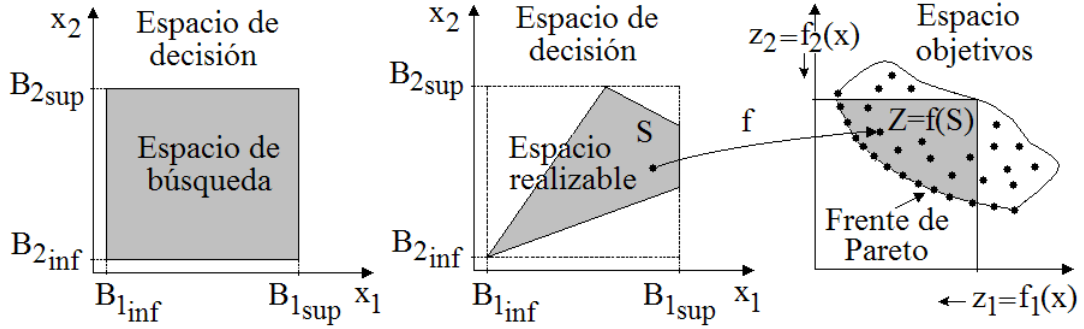 x2
Espacio de
decisión
B2sup
Espacio de
búsqueda
B2inf
B1inf
B1sup
x1
x2
Espacio de
decisión
B2sup
S
Espacio
realizable
B2inf
B1inf
B1sup
x1
f
Espacio
objetivos
z2=f2(x)
Z=f(S)
Frente de
Pareto
z1=f1(x)